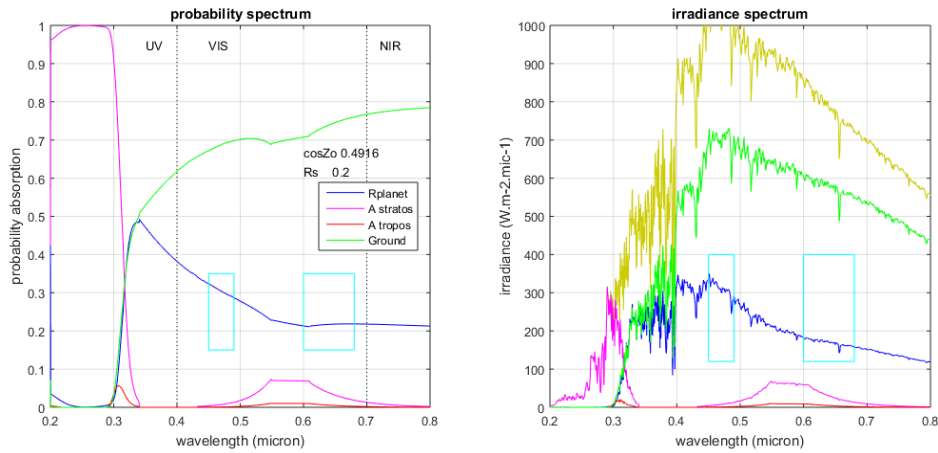 probability spectrum
UV
VIS
NIR
cosZo 0.4916
Rs 0.2
Rplanet
A stratos
A tropos
Ground
probability absorption
1
0.9
0.8
0.7
0.6
0.5
0.4
0.3
0.2
0.1
0
0.2 0.3 0.4 0.5 0.6 0.7 0.8
wavelength (micron)
irradiance spectrum
irradiance (W.m-2.mic-1)
1000
900
800
700
600
500
400
300
200
100
0
0.2 0.3 0.4 0.5 0.6 0.7 0.8
wavelength (micron)